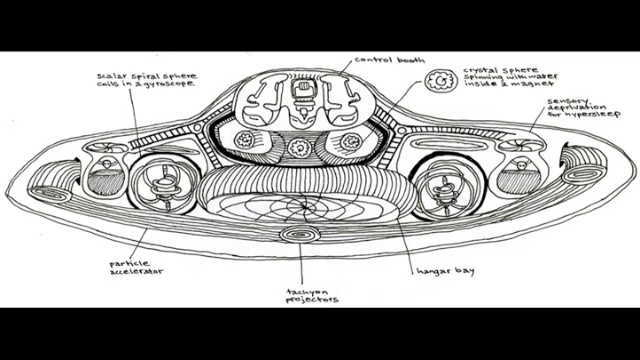 control booth
scalar spiral sphere
coils in a gyroscope
crystal sphere
spinning with water
inside a magnet
sensory
deprivation
for hypersleep
particle
accelerator
tachyon
projectors
hangar bay